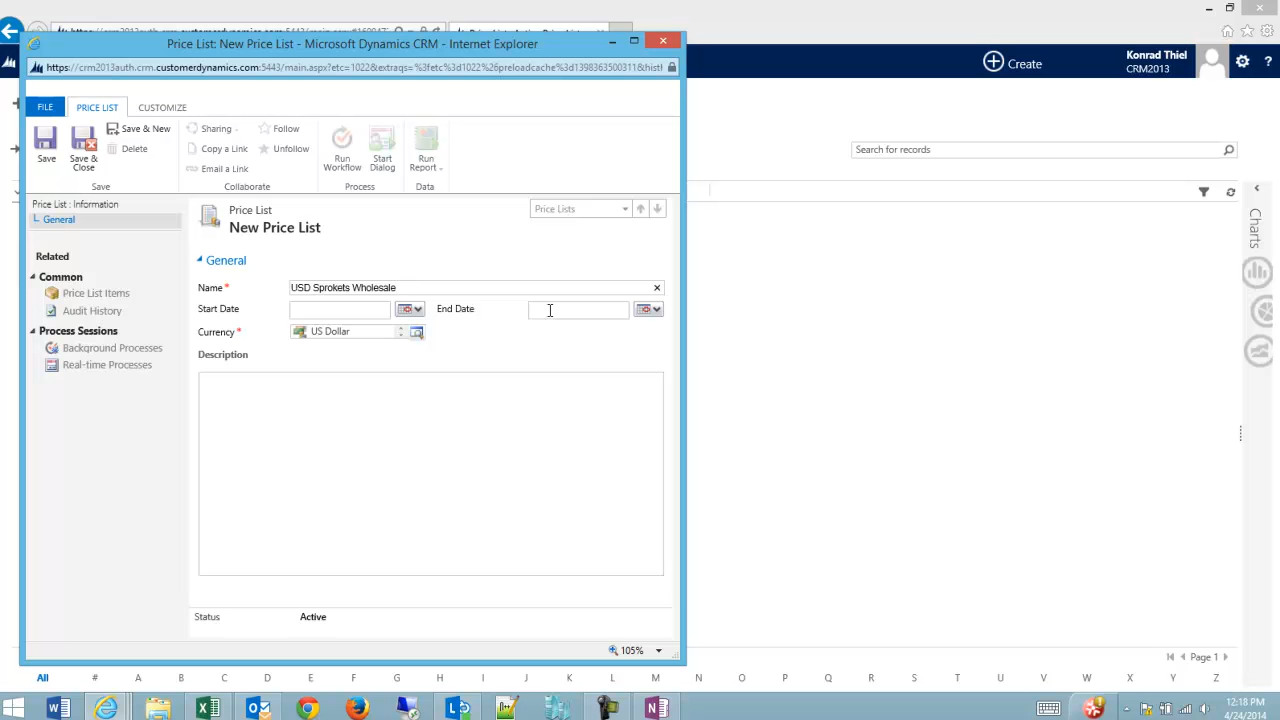 Price List: New Price List - Microsoft Dynamics CRM - Internet Explorer
https://crm2013auth.crm.customerdynamics.com:5443/main.aspx?etc=1022&extraqs=%3fetc%3d1022%26preloadcache%3d1398363500311&hist
Create
Konrad Thiel
CRM2013
?
FILE
PRICE LIST
CUSTOMIZE
Save
Save & Close
Save & New
Delete
Save
Sharing
Copy a Link
Email a Link
Follow
Unfollow
Collaborate
Run Workflow
Start Dialog
Process
Run Report
Data
Search for records
Price List : Information
General
Related
Common
Price List Items
Audit History
Process Sessions
Background Processes
Real-time Processes
Price List
New Price List
Price Lists
General
Name*
USD Sprokets Wholesale
Start Date
End Date
Currency *
US Dollar
Description
Status
Active
105%
Charts
Page 1
All # A B C D E F G H I J K L M N O P Q R S T U V W X Y Z
12:18 PM
4/24/2014